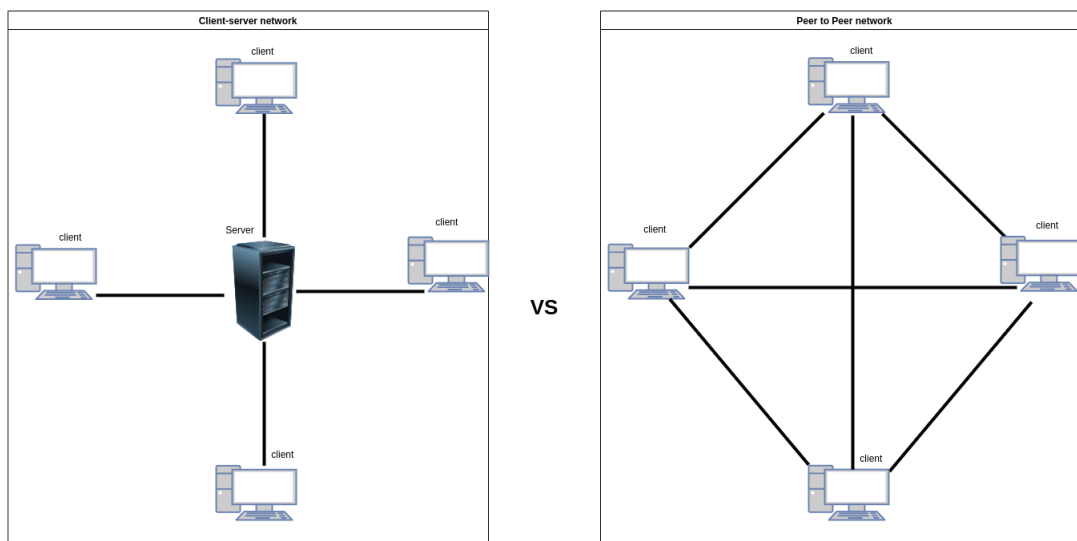 Client-server network
client
Server
client
client
client
VS
Peer to Peer network
client
client
client
client